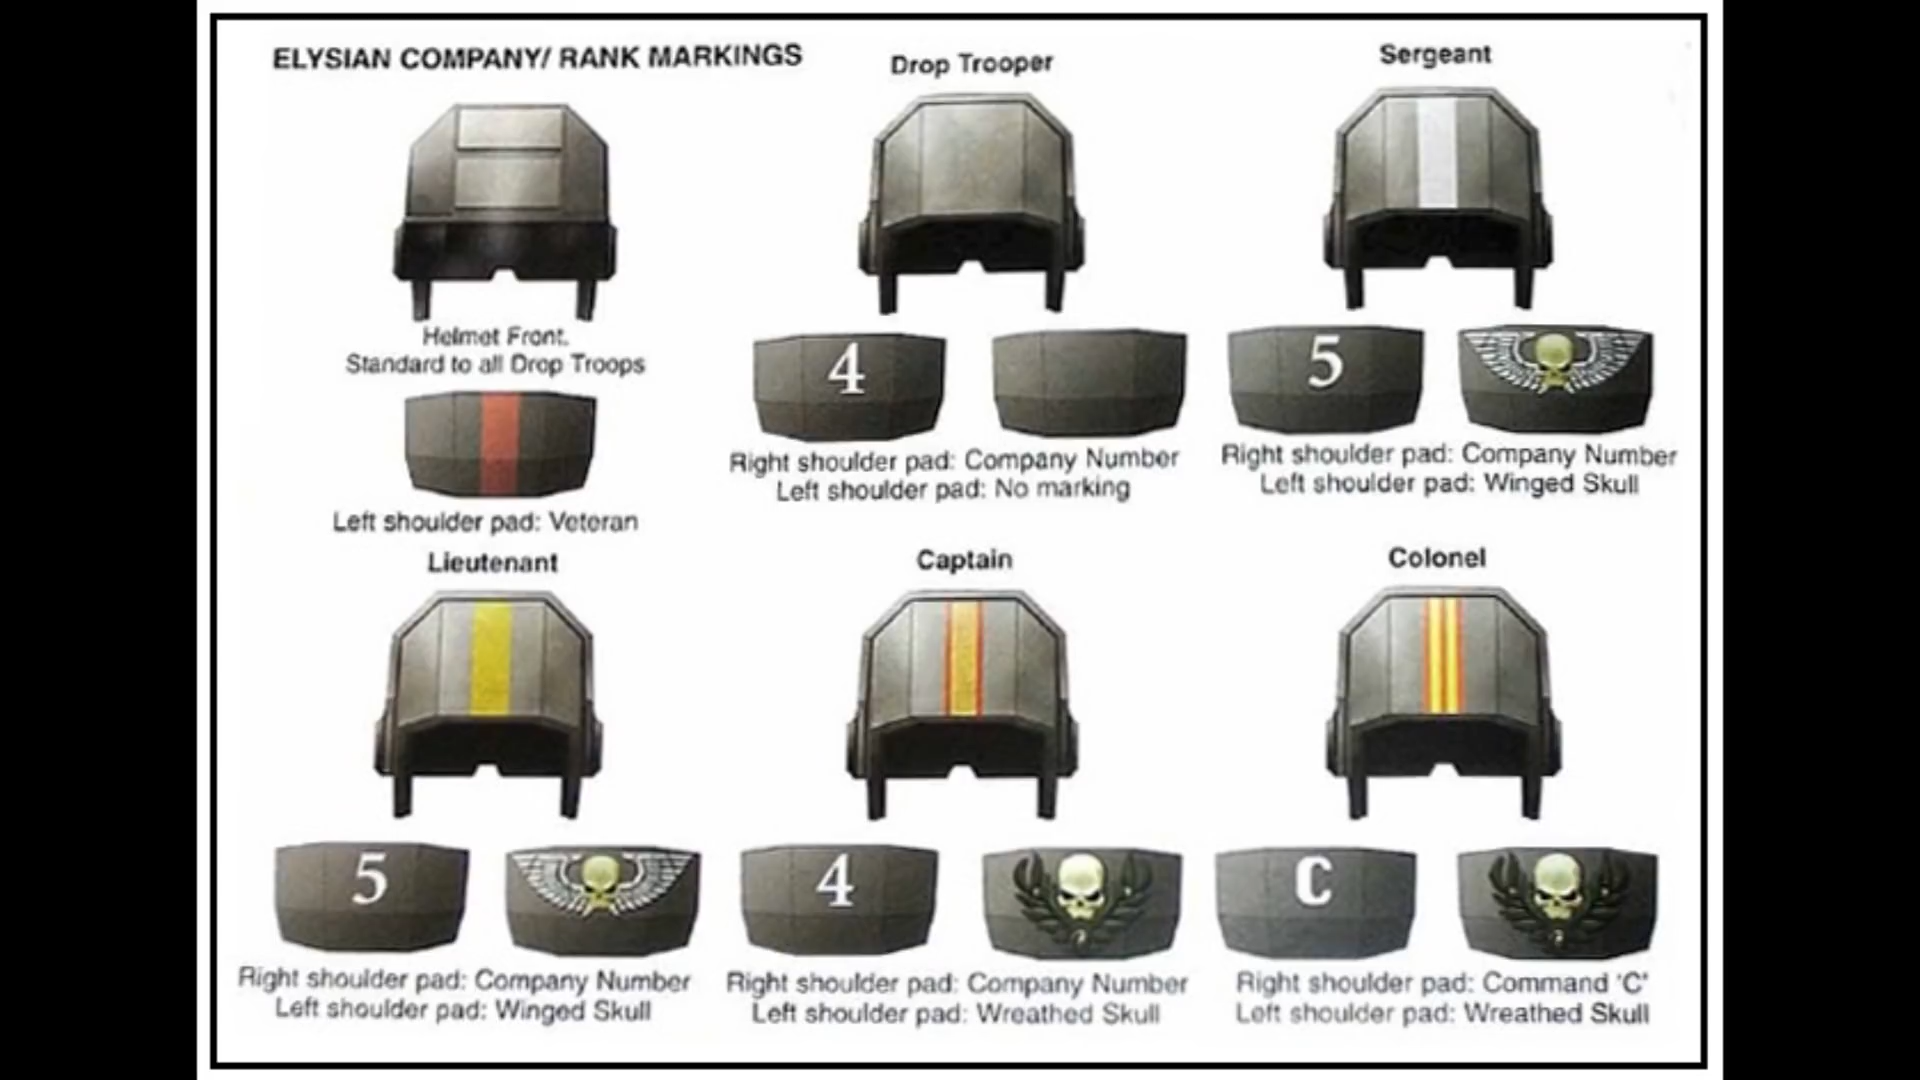 ELYSIAN COMPANY/ RANK MARKINGS
Helmet Front.
Standard to all Drop Troops
Left shoulder pad: Veteran
Drop Trooper
4
Right shoulder pad: Company Number
Left shoulder pad: No marking
Sergeant
5
Right shoulder pad: Company Number
Left shoulder pad: Winged Skull
Lieutenant
5
Right shoulder pad: Company Number
Left shoulder pad: Winged Skull
Captain
4
Right shoulder pad: Company Number
Left shoulder pad: Wreathed Skull
Colonel
C
Right shoulder pad: Command 'C'
Left shoulder pad: Wreathed Skull